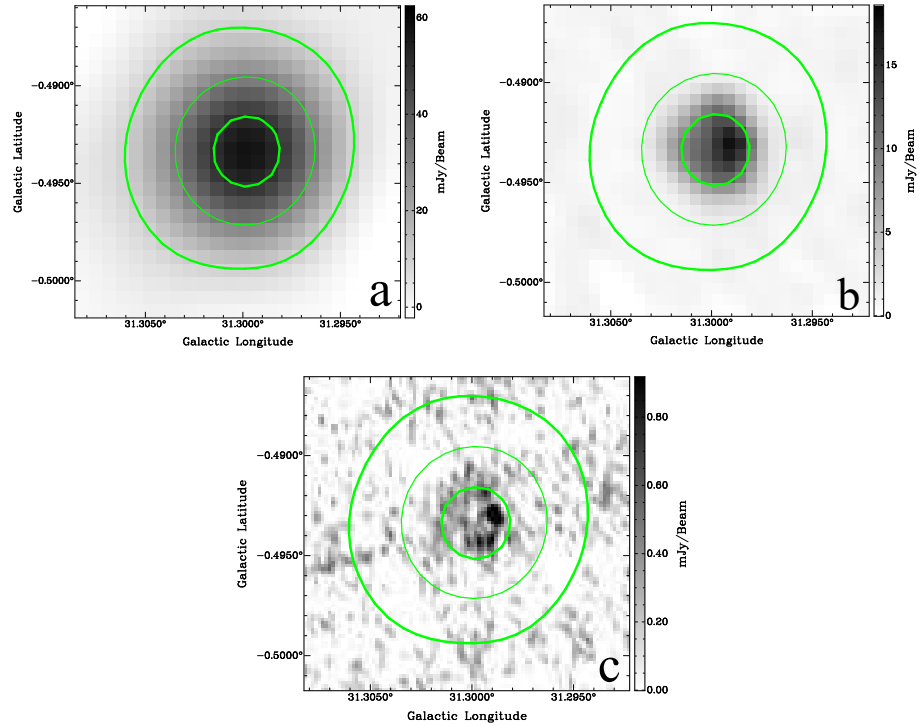 60
40
20
0
mJy/Beam
−0.4900°
−0.4950°
−0.5000°
Galactic Latitude
31.3050°
31.3000°
31.2950°
Galactic Longitude
a
15
10
5
0
mJy/Beam
−0.4900°
−0.4950°
−0.5000°
Galactic Latitude
31.3050°
31.3000°
31.2950°
Galactic Longitude
b
0.80
0.60
0.40
0.20
0.00
mJy/Beam
−0.4900°
−0.4950°
−0.5000°
Galactic Latitude
31.3050°
31.3000°
31.2950°
Galactic Longitude
c